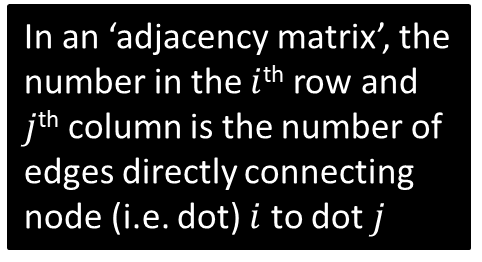 In an ‘adjacency matrix’, the
number in the 𝑖ᵗʰ row and
𝑗ᵗʰ column is the number of
edges directly connecting
node (i.e. dot) 𝑖 to dot 𝑗